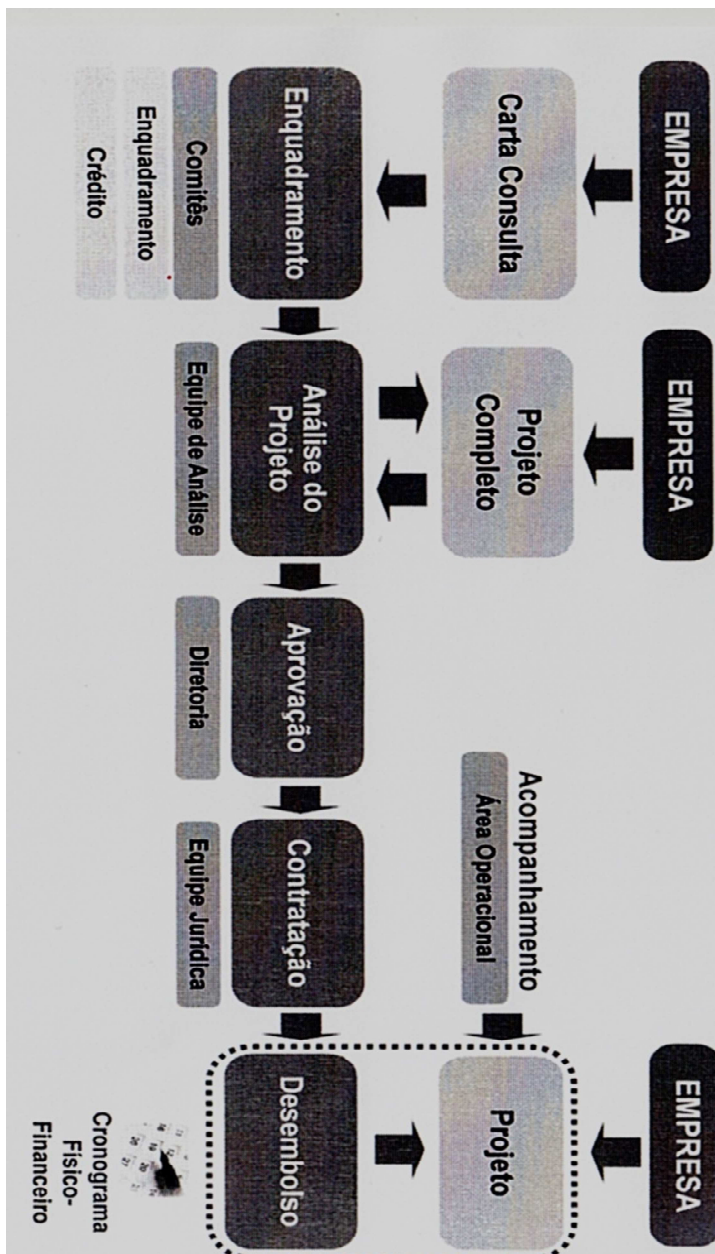 EMPRESA
EMPRESA
EMPRESA
Carta Consulta
Projeto
Completo
Acompanhamento
Área Operacional
Projeto
Enquadramento
Análise do
Projeto
Aprovação
Contratação
Desembolso
Comitês
Enquadramento
Crédito
Equipe de Análise
Diretoria
Equipe Jurídica
Cronograma
Físico-
Financeiro